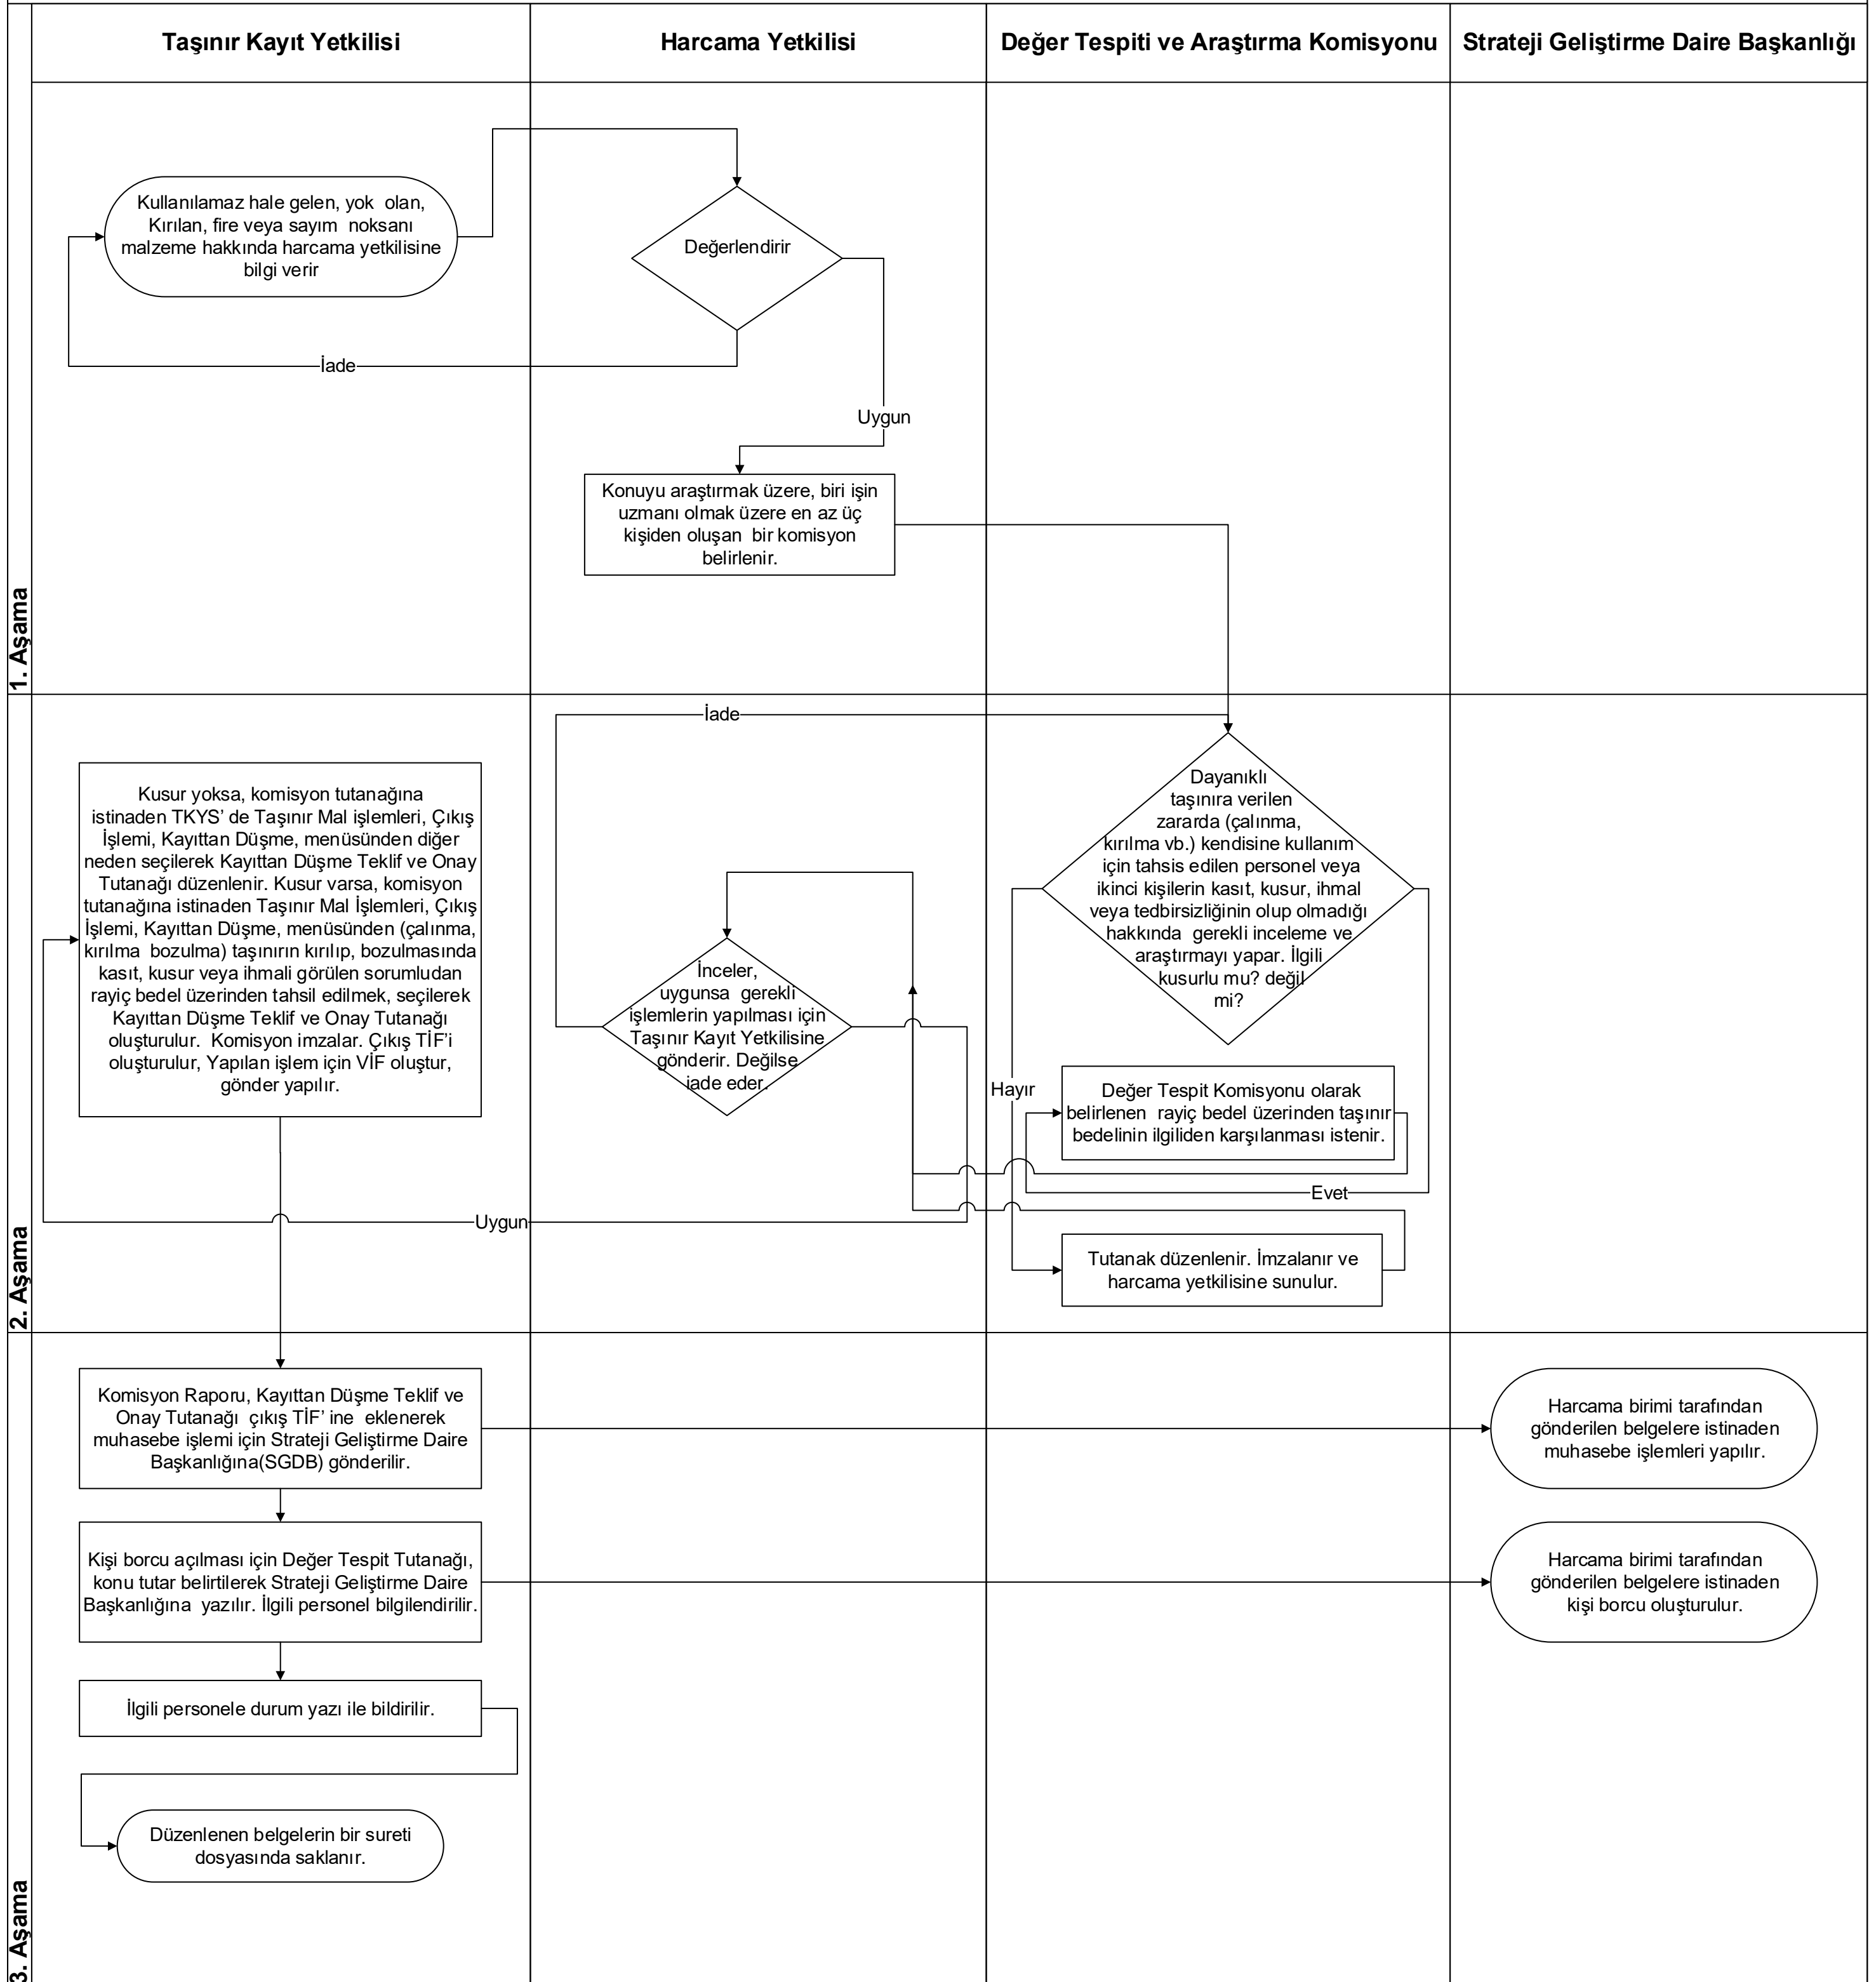 Taşınır Kayıt Yetkilisi
Harcama Yetkilisi
Değer Tespiti ve Araştırma Komisyonu
Strateji Geliştirme Daire Başkanlığı
1. Aşama
Kullanılamaz hale gelen, yok olan,
Kırılan, fire veya sayım noksanı
malzeme hakkında harcama yetkilisine
bilgi verir
Değerlendirir
İade
Uygun
Konuyu araştırmak üzere, biri işin
uzmanı olmak üzere en az üç
kişiden oluşan bir komisyon
belirlenir.
2. Aşama
İade
Dayanıklı
taşınıra verilen
zararda (çalınma,
kırılma vb.) kendisine kullanım
için tahsis edilen personel veya
ikinci kişilerin kasıt, kusur, ihmal
veya tedbirsizliğinin olup olmadığı
hakkında gerekli inceleme ve
araştırmayı yapar. İlgili
kusurlu mu? değil
mi?
Kusur yoksa, komisyon tutanağına
istinaden TKYS’ de Taşınır Mal işlemleri, Çıkış
İşlemi, Kayıttan Düşme, menüsünden diğer
neden seçilerek Kayıttan Düşme Teklif ve Onay
Tutanağı düzenlenir. Kusur varsa, komisyon
tutanağına istinaden Taşınır Mal İşlemleri, Çıkış
İşlemi, Kayıttan Düşme, menüsünden (çalınma,
kırılma bozulma) taşınırın kırılıp, bozulmasında
kasıt, kusur veya ihmali görülen sorumludan
rayiç bedel üzerinden tahsil edilmek, seçilerek
Kayıttan Düşme Teklif ve Onay Tutanağı
oluşturulur. Komisyon imzalar. Çıkış TİF’i
oluşturulur, Yapılan işlem için VİF oluştur,
gönder yapılır.
İnceler,
uygunsa gerekli
işlemlerin yapılması için
Taşınır Kayıt Yetkilisine
gönderir. Değilse
iade eder.
Hayır
Değer Tespit Komisyonu olarak
belirlenen rayiç bedel üzerinden taşınır
bedelinin ilgiliden karşılanması istenir.
Evet
Uygun
Tutanak düzenlenir. İmzalanır ve
harcama yetkilisine sunulur.
3. Aşama
Komisyon Raporu, Kayıttan Düşme Teklif ve
Onay Tutanağı çıkış TİF’ ine eklenerek
muhasebe işlemi için Strateji Geliştirme Daire
Başkanlığına(SGDB) gönderilir.
Harcama birimi tarafından
gönderilen belgelere istinaden
muhasebe işlemleri yapılır.
Kişi borcu açılması için Değer Tespit Tutanağı,
konu tutar belirtilerek Strateji Geliştirme Daire
Başkanlığına yazılır. İlgili personel bilgilendirilir.
Harcama birimi tarafından
gönderilen belgelere istinaden
kişi borcu oluşturulur.
İlgili personele durum yazı ile bildirilir.
Düzenlenen belgelerin bir sureti
dosyasında saklanır.